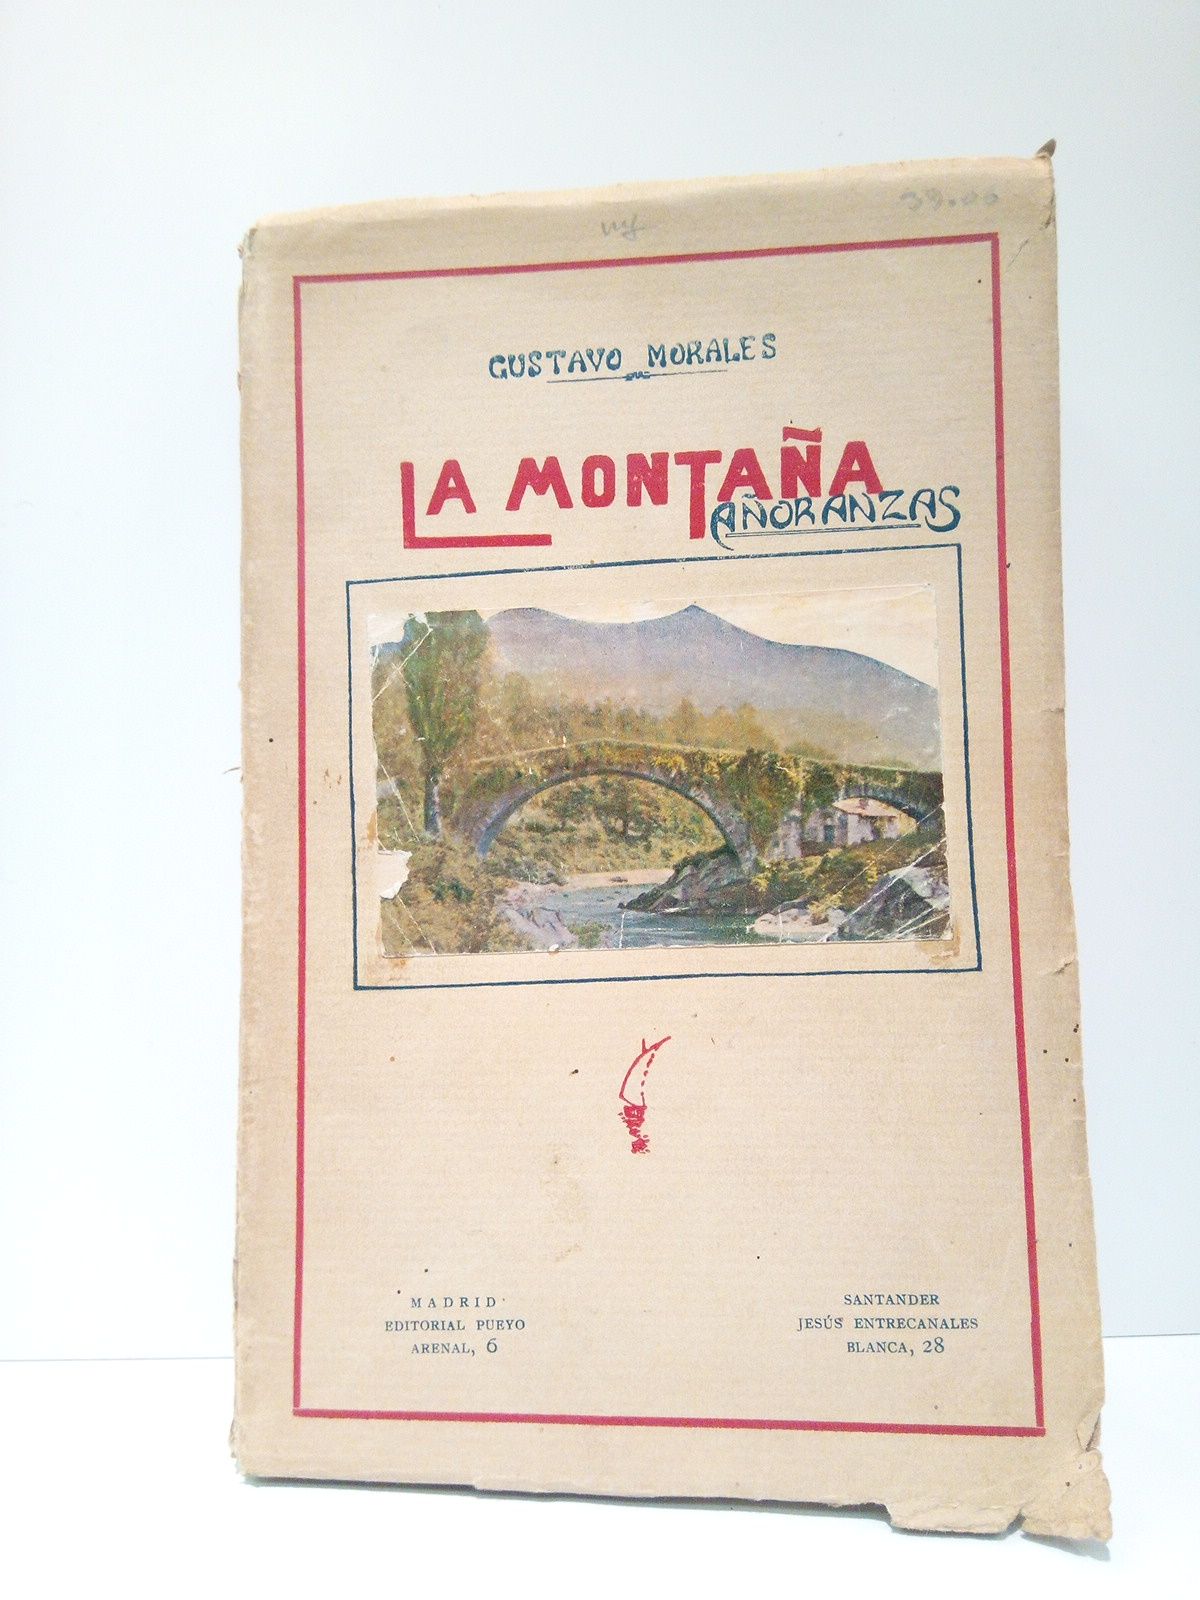 GUSTAVO MORALES
LA MONTAÑA
AÑORANZAS
MADRID
EDITORIAL PUEYO
ARENAL, 6
SANTANDER
JESÚS ENTRECANALES
BLANCA, 28